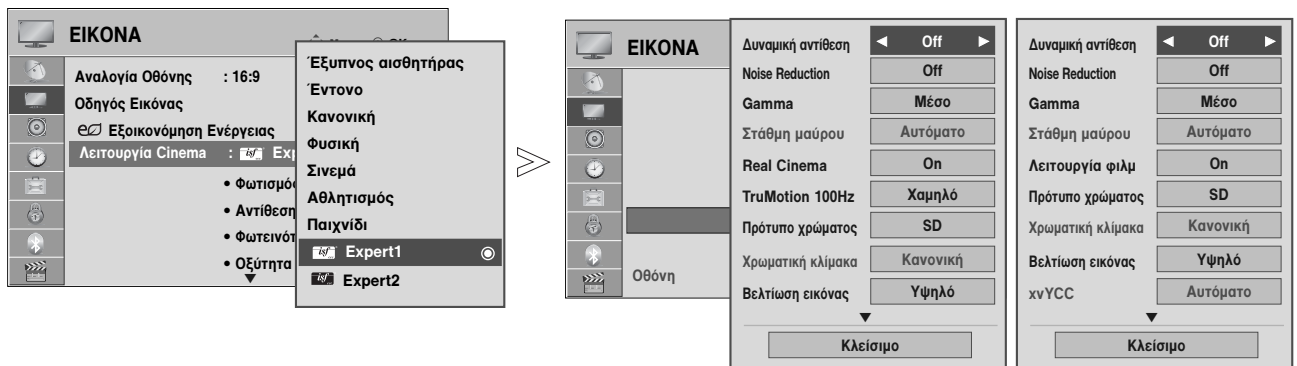 ΕΙΚΟΝΑ
Αναλογία Οθόνης : 16:9
Οδηγός Εικόνας
Εξοικονόμηση Ενέργειας
Λειτουργία Cinema :
• Φωτισμός
• Αντίθεση
• Οξύτητα
Έξυπνος αισθητήρας
Έντονο
Κανονική
Φυσική
Σινεμά
Αθλητισμός
Παιχνίδι
isf Expert1
isf Expert2
ΕΙΚΟΝΑ
Οθόνη
Δυναμική αντίθεση Off
Noise Reduction Off
Gamma Μέσο
Στάθμη μαύρου Αυτόματο
Real Cinema On
TruMotion 100Hz Χαμηλό
Πρότυπο χρώματος SD
Χρωματική κλίμακα Κανονική
Βελτίωση εικόνας Υψηλό
Κλείσιμο
Δυναμική αντίθεση Off
Noise Reduction Off
Gamma Μέσο
Στάθμη μαύρου Αυτόματο
Λειτουργία φιλμ On
Πρότυπο χρώματος SD
Χρωματική κλίμακα Κανονική
Βελτίωση εικόνας Υψηλό
xvYCC Αυτόματο
Κλείσιμο